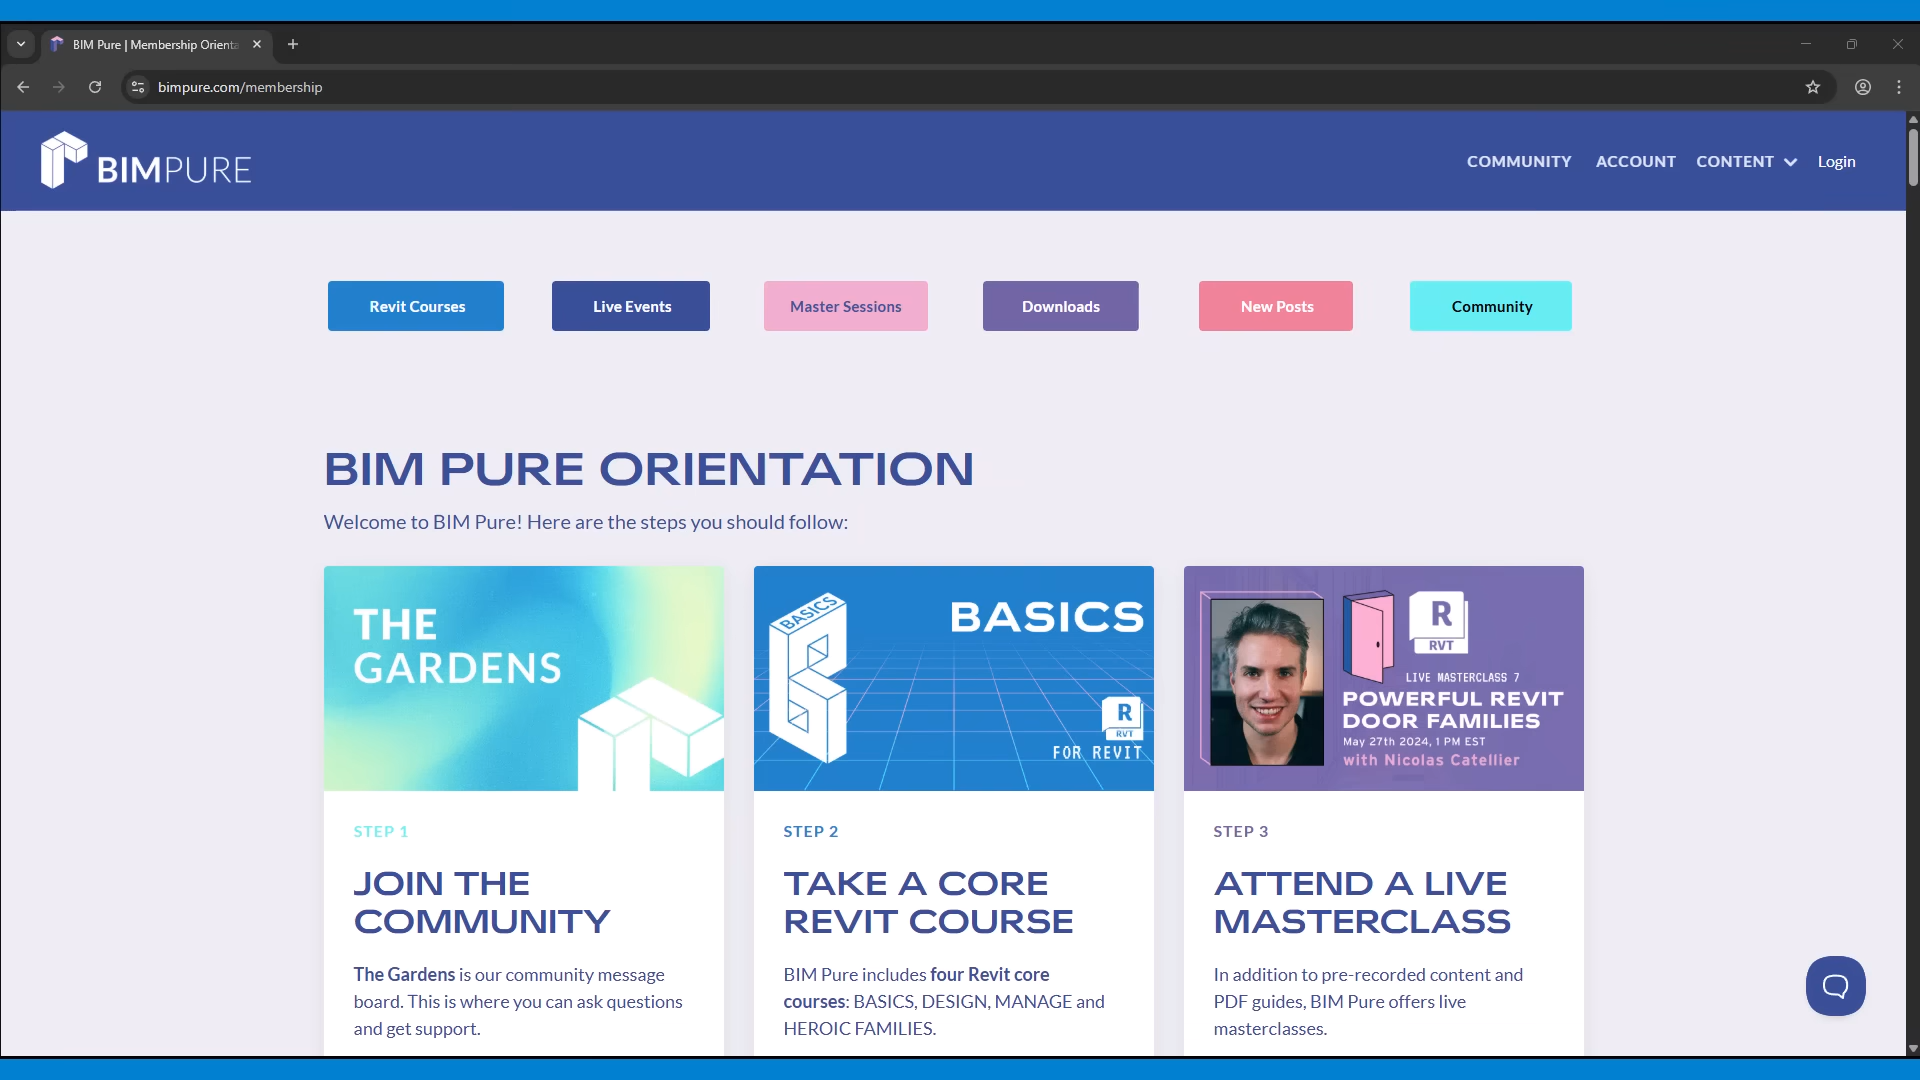 BIM Pure | Membership Orienta
bimpure.com/membership
BIMPURE
COMMUNITY
ACCOUNT
CONTENT
Login
Revit Courses
Live Events
Master Sessions
Downloads
New Posts
Community
BIM PURE ORIENTATION
Welcome to BIM Pure! Here are the steps you should follow:
THE
GARDENS
STEP 1
JOIN THE
COMMUNITY
The Gardens is our community message
board. This is where you can ask questions
and get support.
BASICS
BASICS
R
RVT
FOR REVIT
STEP 2
TAKE A CORE
REVIT COURSE
BIM Pure includes four Revit core
courses: BASICS, DESIGN, MANAGE and
HEROIC FAMILIES.
R
RVT
LIVE MASTERCLASS 7
POWERFUL REVIT
DOOR FAMILIES
May 27th 2024, 1 PM EST
with Nicolas Catellier
STEP 3
ATTEND A LIVE
MASTERCLASS
In addition to pre-recorded content and
PDF guides, BIM Pure offers live
masterclasses.